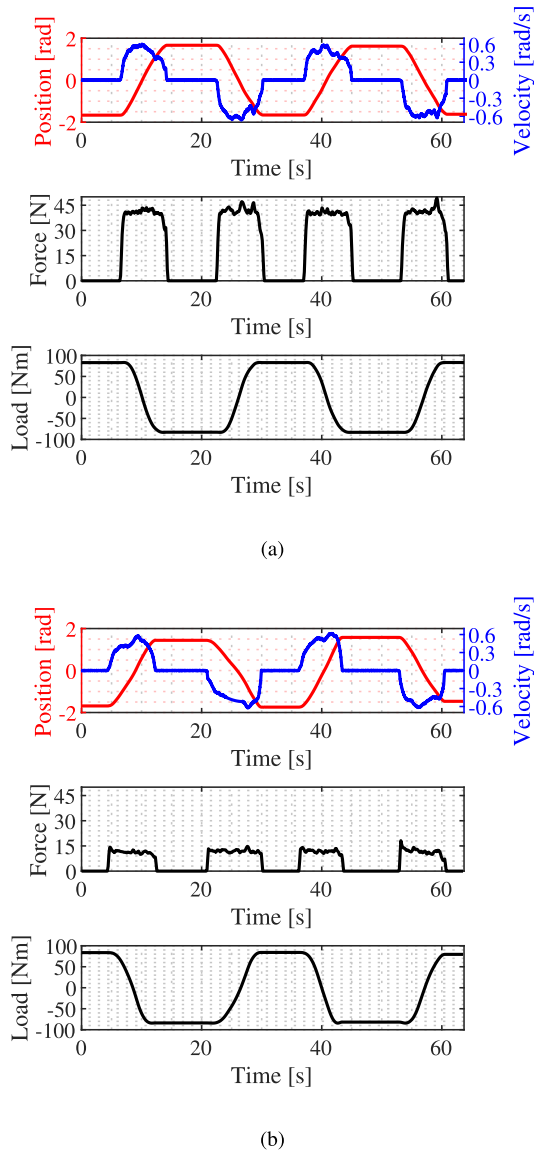 Position [rad]
2
0
-2
0.6
0.3
0
-0.3
-0.6
Velocity [rad/s]
0 20 40 60
Time [s]
Force [N]
45
30
15
0
0 20 40 60
Time [s]
Load [Nm]
100
50
0
-50
-100
0 20 40 60
Time [s]
(a)
Position [rad]
2
0
-2
0.6
0.3
0
-0.3
-0.6
Velocity [rad/s]
0 20 40 60
Time [s]
Force [N]
45
30
15
0
0 20 40 60
Time [s]
Load [Nm]
100
50
0
-50
-100
0 20 40 60
Time [s]
(b)